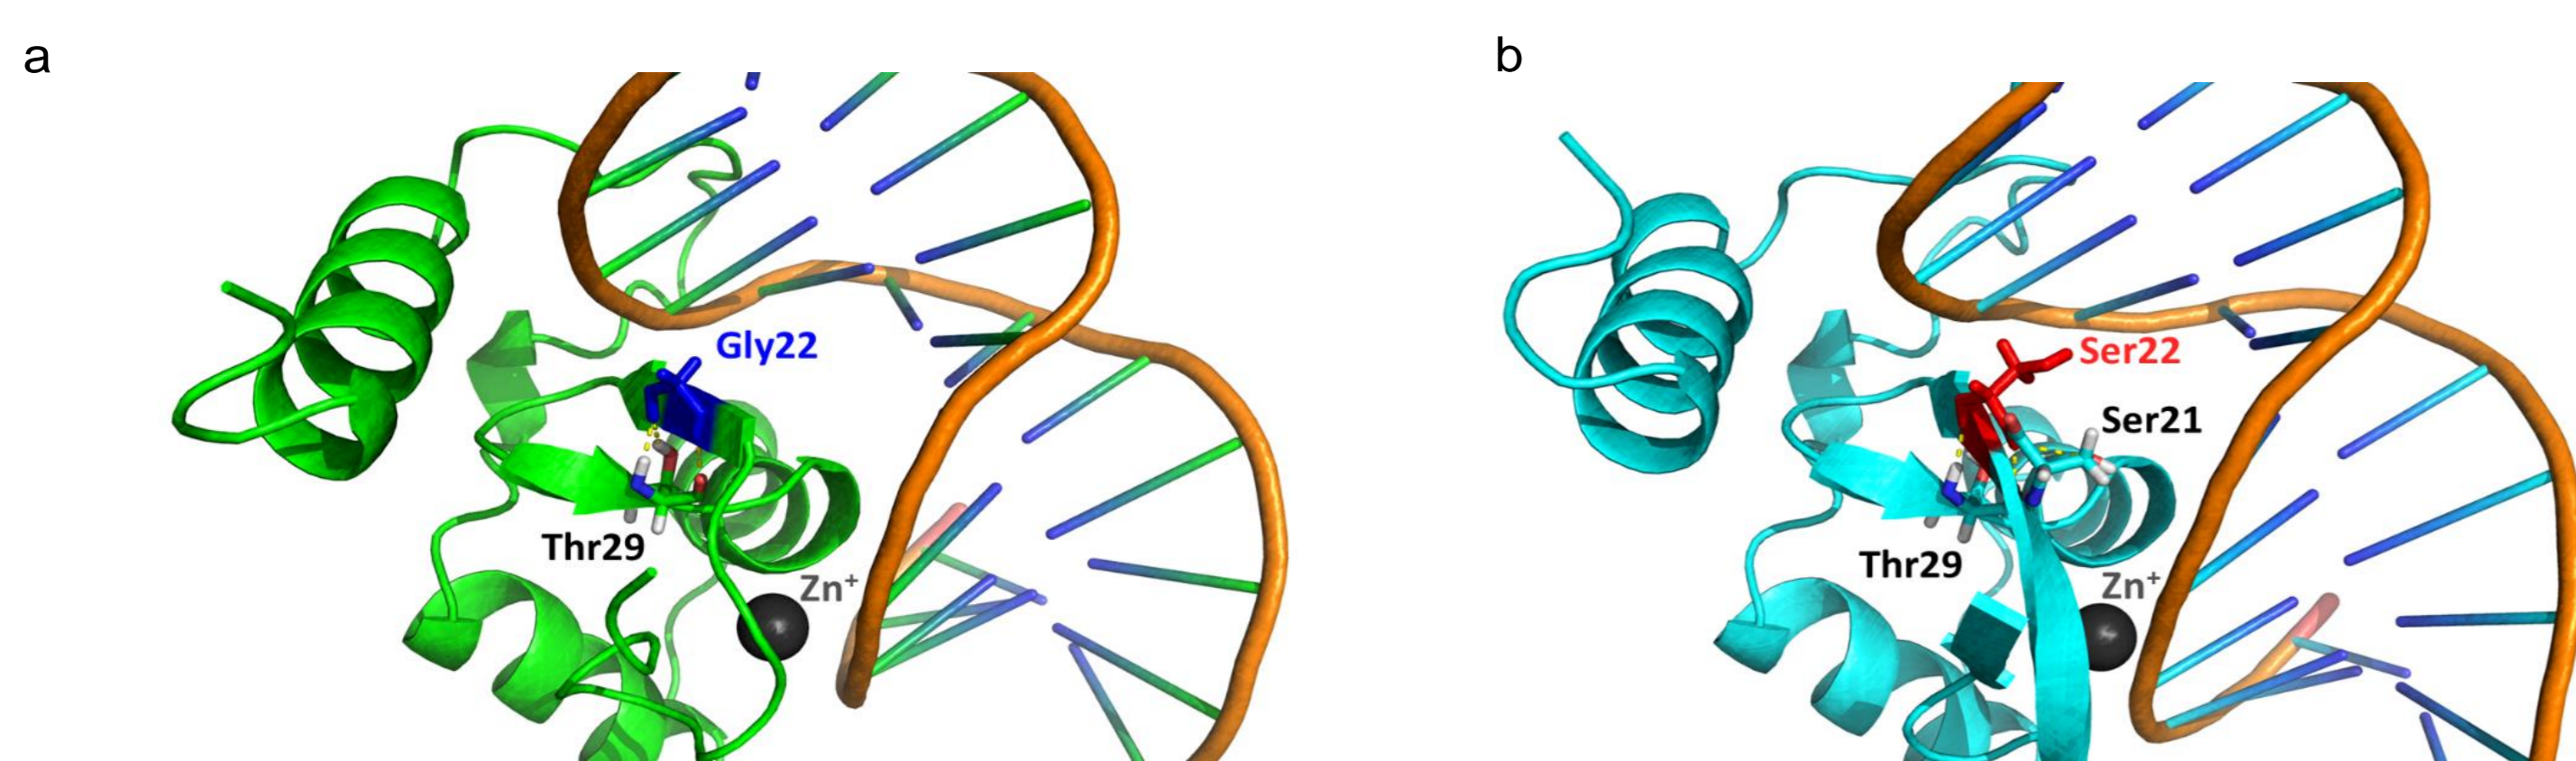 a
b
Gly22
Thr29
Zn⁺
Ser22
Ser21
Thr29
Zn⁺